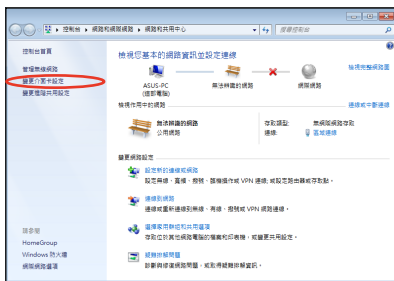 控制台 ▸ 網路和網際網路 ▸ 網路和共用中心
搜尋控制台
控制台首頁
管理無線網路
變更介面卡設定
變更進階共用設定
檢視您基本的網路資訊並設定連線
檢視完整網路圖
ASUS-PC
(這部電腦)
無法辨識的網路
網際網路
檢視作用中的網路
連線或中斷連線
無法辨識的網路
公用網路
存取類型:
無網際網路存取
連線:
區域連線
變更網路設定
設定新的連線或網路
設定無線、寬頻、撥號、臨機操作或 VPN 連線; 或設定路由器或存取點。
連線到網路
連線或重新連線到無線、有線、撥號或 VPN 網路連線。
選擇家用群組和共用選項
存取位於其他網路電腦的檔案和印表機，或變更共用設定。
疑難排解問題
診斷與修復網路問題，或取得疑難排解資訊。
請參閱
HomeGroup
Windows 防火牆
網際網路選項